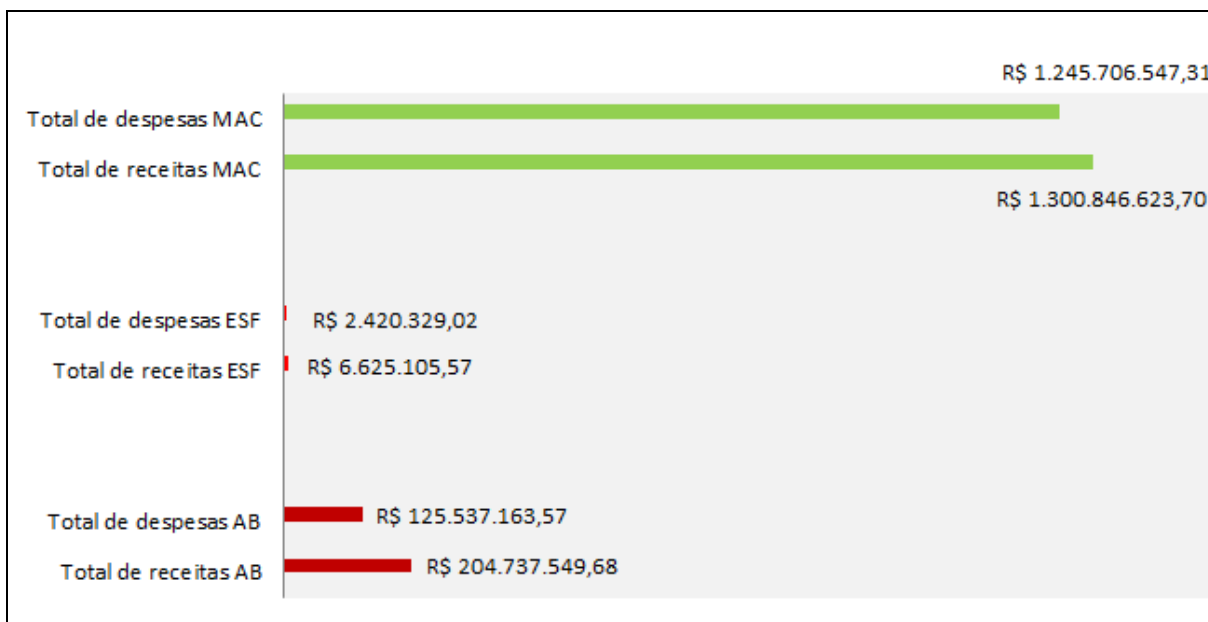 R$ 1.245.706.547,31
Total de despesas MAC
Total de receitas MAC
R$ 1.300.846.623,70
Total de despesas ESF R$ 2.420.329,02
Total de receitas ESF R$ 6.625.105,57
Total de despesas AB R$ 125.537.163,57
Total de receitas AB R$ 204.737.549,68